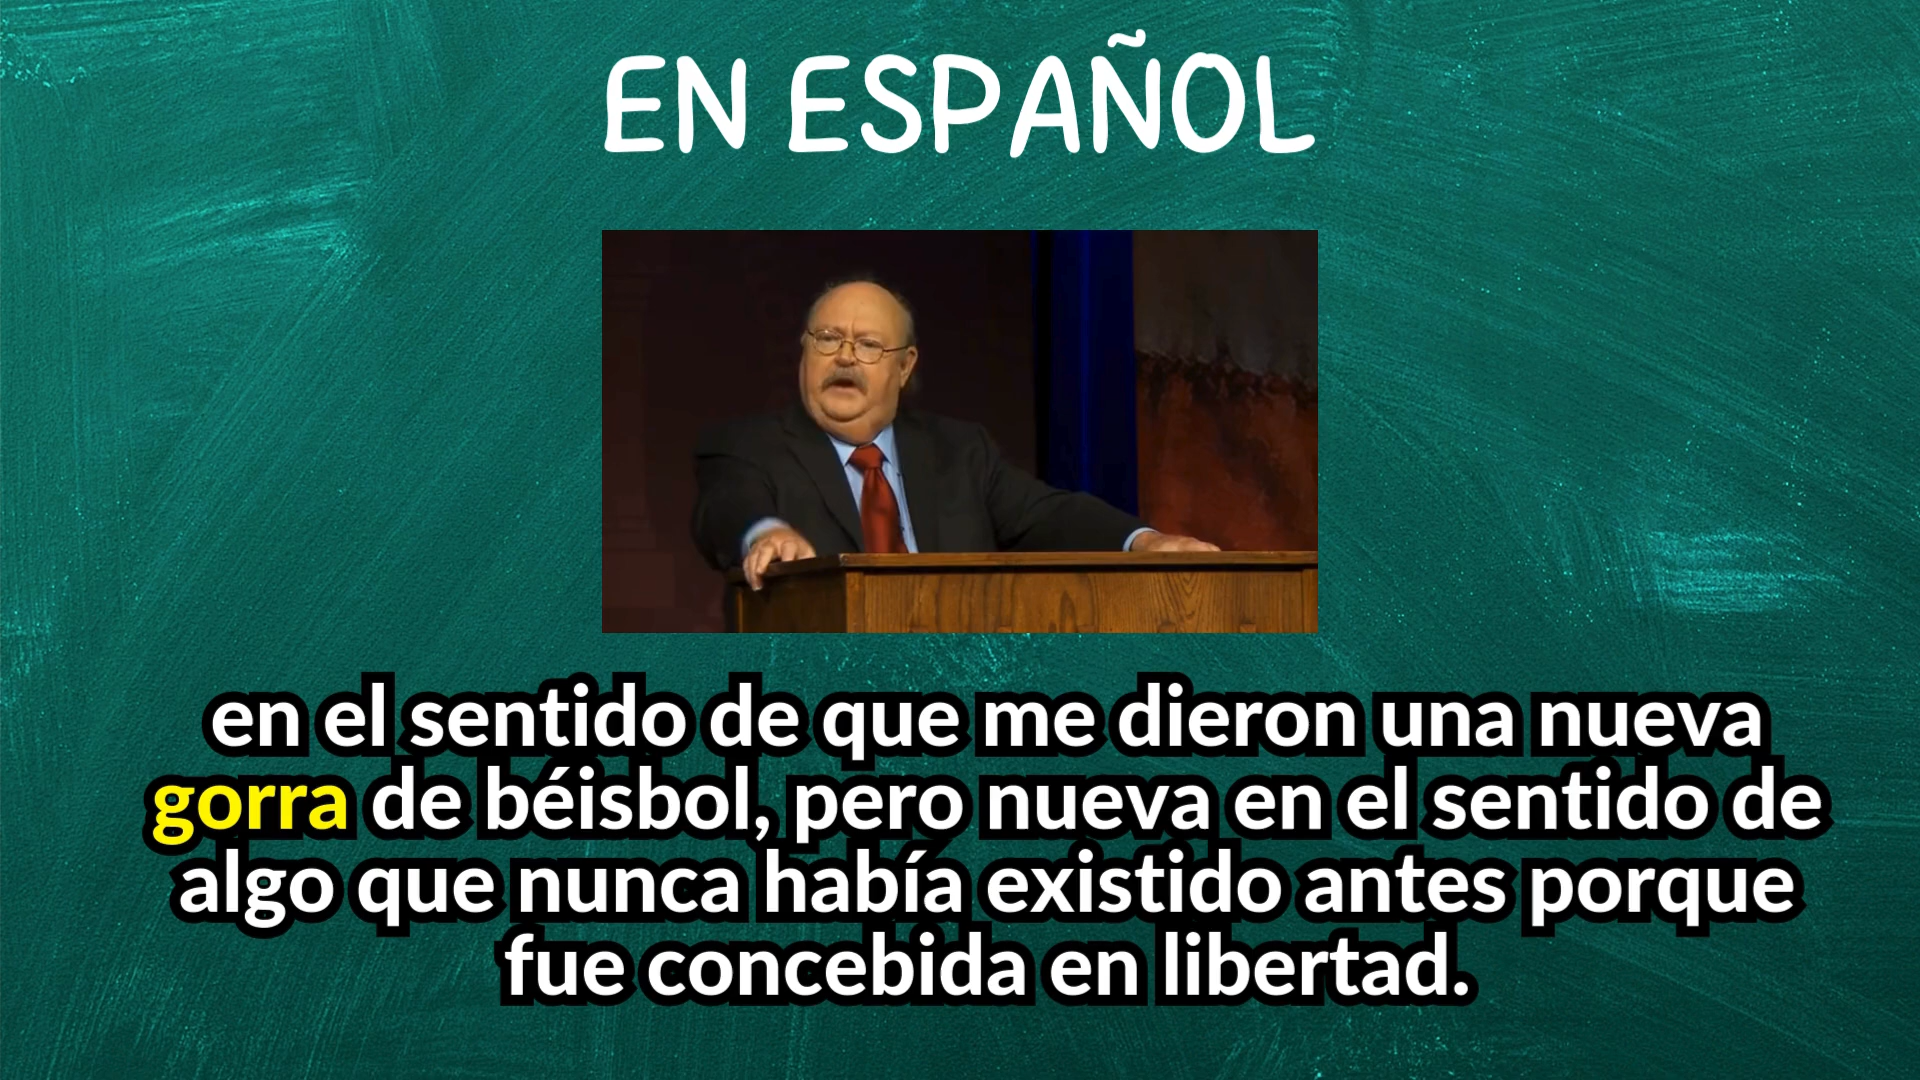 EN ESPAÑOL
en el sentido de que me dieron una nueva
gorra de béisbol, pero nueva en el sentido de
algo que nunca había existido antes porque
fue concebida en libertad.